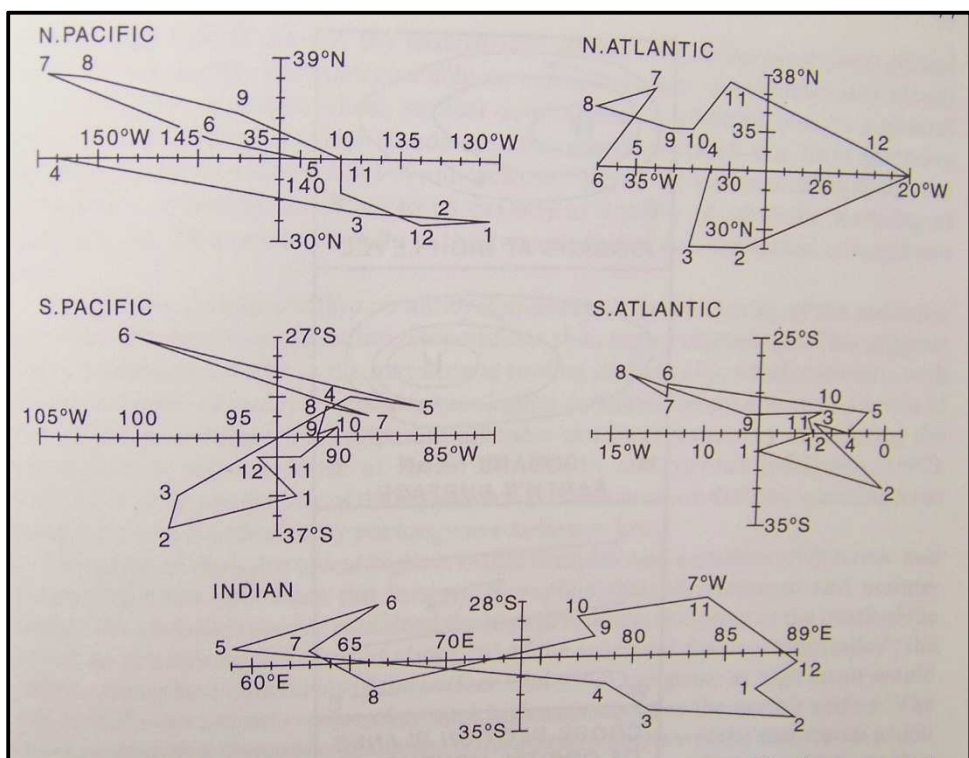 N.PACIFIC
39°N
7 8
9
6 35 10
150°W 145 135 130°W
4 5 11
140
3 2
12 1
30°N
N.ATLANTIC
38°N
7
8 11
35
9 10 4 12
5
6 35°W 30 26 20°W
30°N
3 2
S.PACIFIC
27°S
6
4
8 5
7
105°W 100 95 9 10
90 85°W
12 11
3 1
2
37°S
S.ATLANTIC
25°S
8 6
7 10
9 11 3 5
15°W 10 1 12 4 0
2
35°S
INDIAN
28°S
7°W
6 10 11
9
5 7 65 70E 80 85 89°E
60°E 12
8 4 1
3 2
35°S